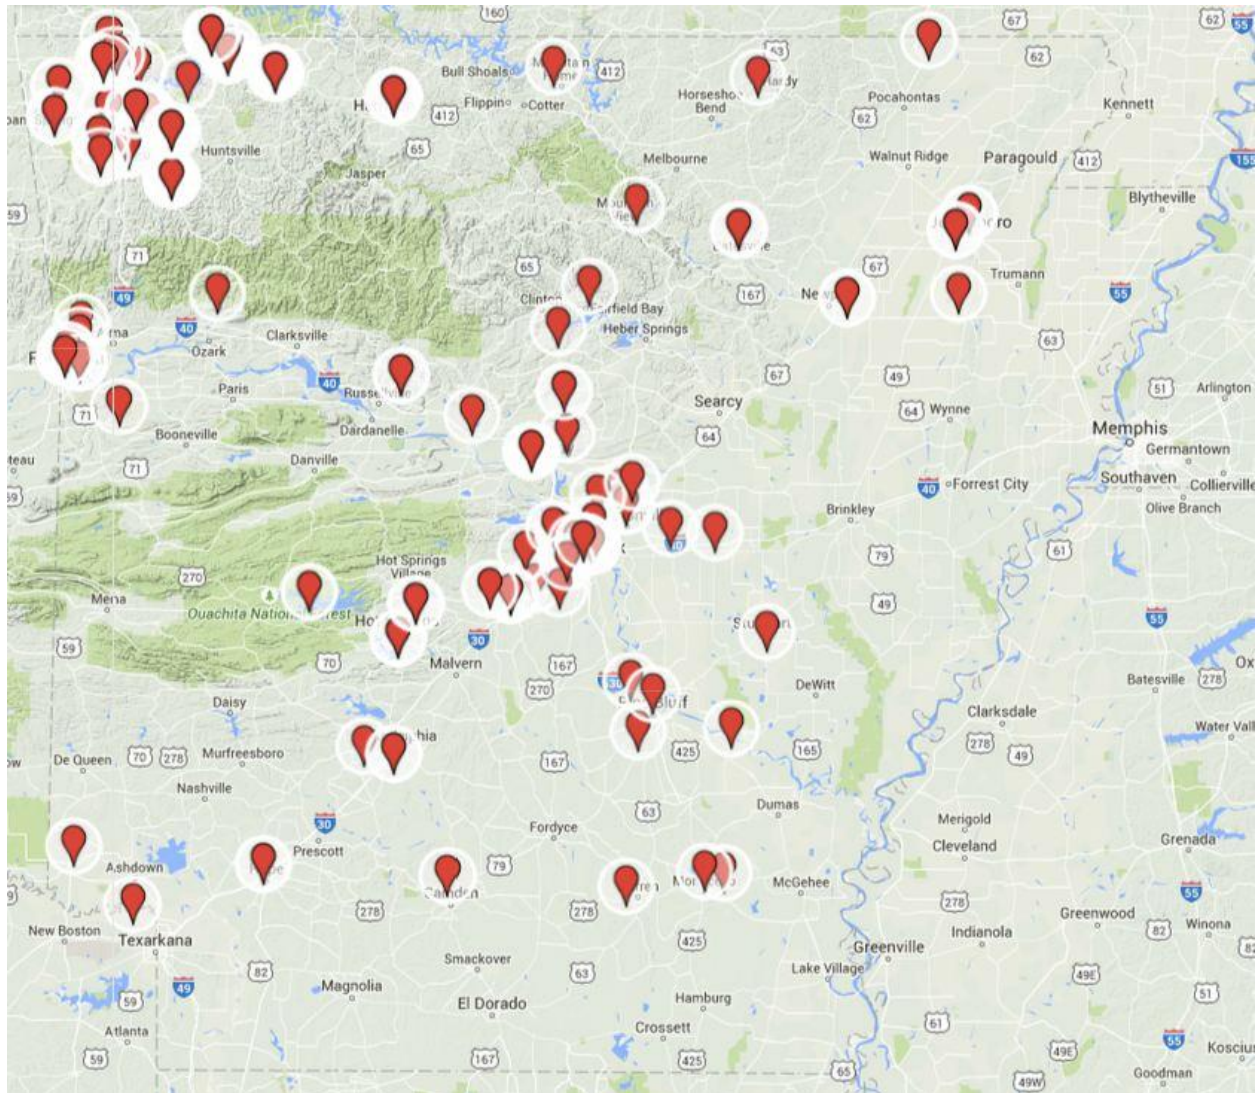 160
67
62
55
63
62
412
Bull Shoals
Hardy
Horseshoe
Bend
Pocahontas
Kennett
Flippin
Cotter
412
62
65
Huntsville
Melbourne
Walnut Ridge
Paragould
412
155
Jasper
Blytheville
59
71
65
67
Trumann
49
Clinton
Fairfield Bay
167
55
40
Clarksville
Heber Springs
Ozark
63
40
67
49
51
Arlington
Paris
Searcy
71
64
Wynne
Dardanelle
64
Memphis
Booneville
Germantown
Danville
71
Southaven
Collierville
59
40
Forrest City
Olive Branch
Brinkley
61
79
Hot Springs
Village
270
Mena
49
Ouachita National Forest
55
59
30
70
Malvern
167
30
DeWitt
Batesville
278
270
Daisy
Clarksdale
Water Vall
De Queen
70
278
Murfreesboro
425
165
278
49
167
Nashville
Dumas
63
30
Fordyce
Merigold
Cleveland
Grenada
Prescott
Ashdown
79
McGehee
278
278
278
55
Greenwood
Winona
New Boston
Texarkana
425
Indianola
82
82
Greenville
Smackover
82
63
Lake Village
49E
59
49
Magnolia
Hamburg
51
El Dorado
Atlanta
Crossett
61
55
Koscius
59
167
425
49E
65
49W
Goodman